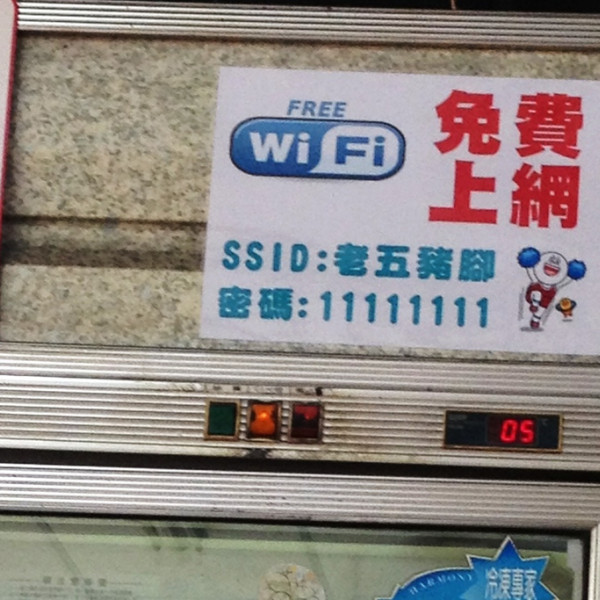 FREE
WiFi
免費
上網
SSID:老五豬腳
密碼:11111111
05
HARMONY
冷凍專家